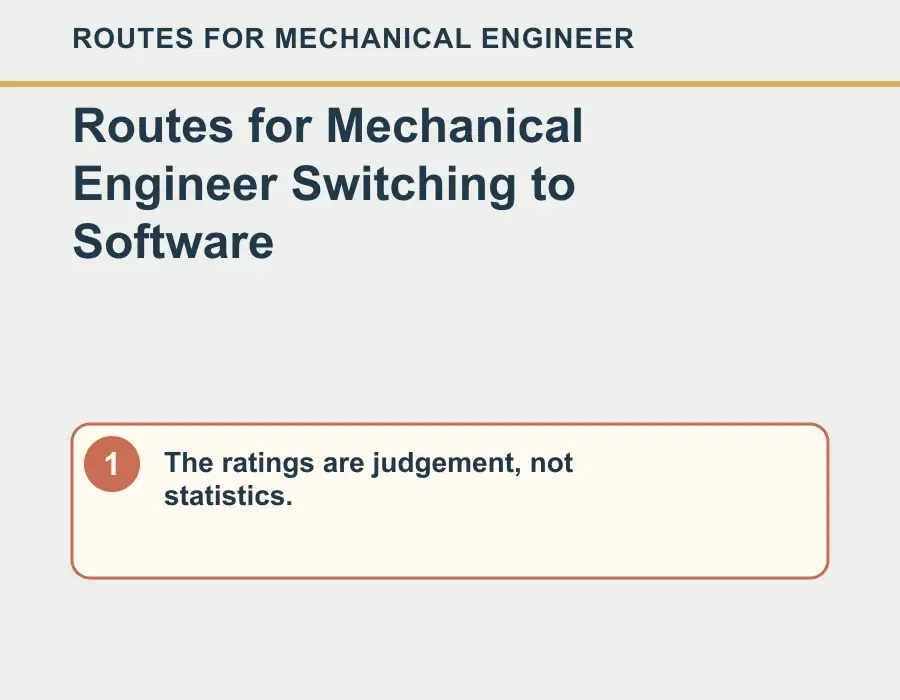 ROUTES FOR MECHANICAL ENGINEER
Routes for Mechanical
Engineer Switching to
Software
1
The ratings are judgement, not
statistics.